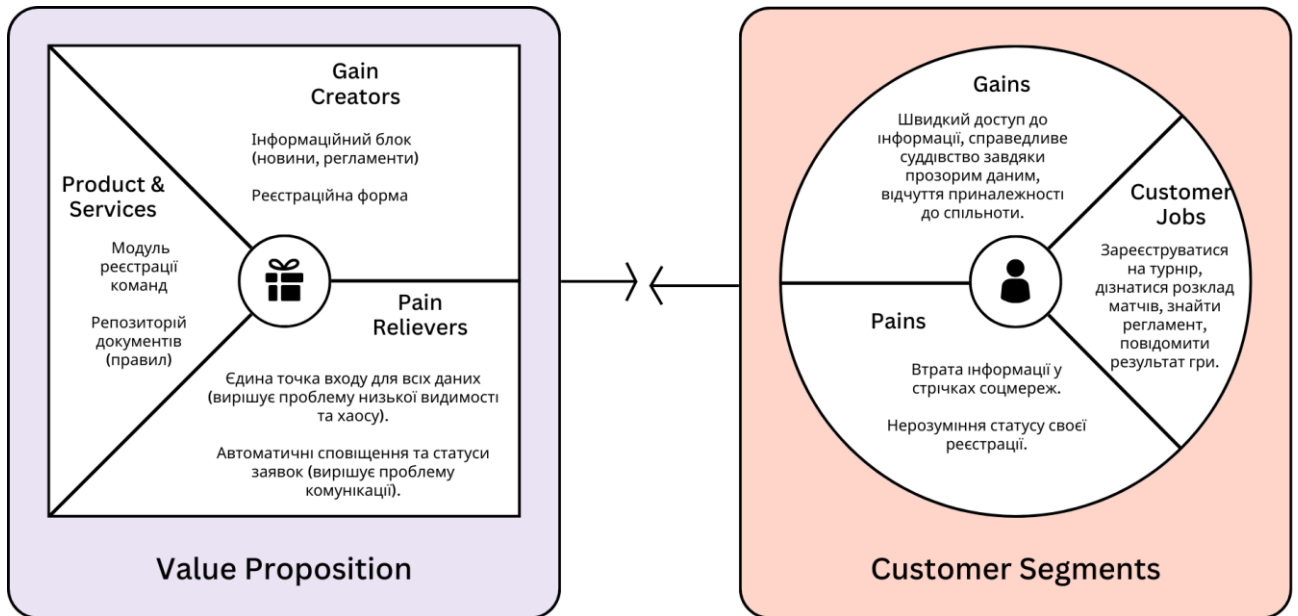 Gain
Creators
Інформаційний блок
(новини, регламенти)
Реєстраційна форма
Product &
Services
Модуль
реєстрації
команд
Репозиторій
документів
(правил)
Pain
Relievers
Єдина точка входу для всіх даних
(вирішує проблему низької видимості
та хаосу).
Автоматичні сповіщення та статуси
заявок (вирішує проблему
комунікації).
Value Proposition
Gains
Швидкий доступ до
інформації, справедливе
суддівство завдяки
прозорим даним,
відчуття приналежності
до спільноти.
Customer
Jobs
Зареєструватися
на турнір,
дізнатися розклад
матчів, знайти
регламент,
повідомити
результат гри.
Pains
Втрата інформації у
стрічках соцмереж.
Нерозуміння статусу своєї
реєстрації.
Customer Segments